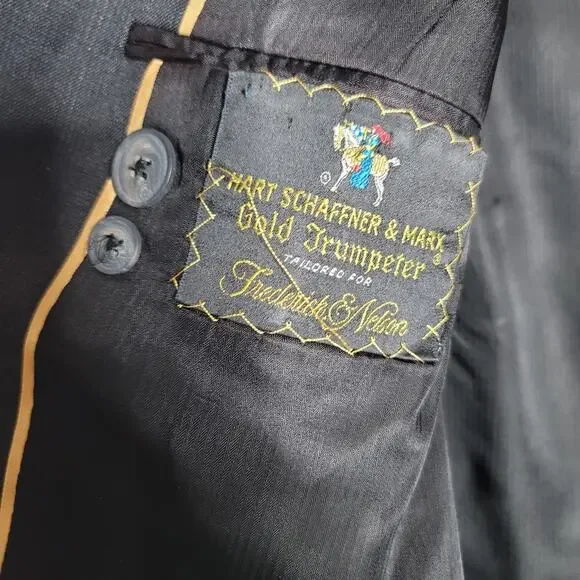 HART SCHAFFNER & MARX
®
Gold Trumpeter
TAILORED FOR
Frederick & Nelson